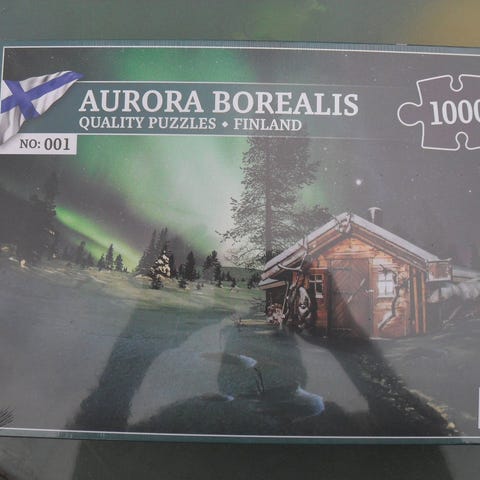 AURORA BOREALIS
QUALITY PUZZLES • FINLAND
1000
NO: 001